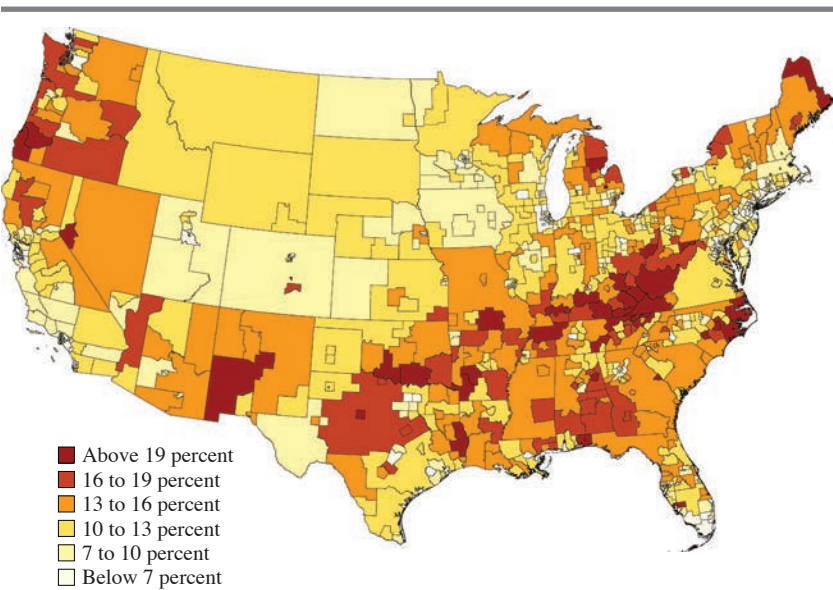 Above 19 percent
16 to 19 percent
13 to 16 percent
10 to 13 percent
7 to 10 percent
Below 7 percent